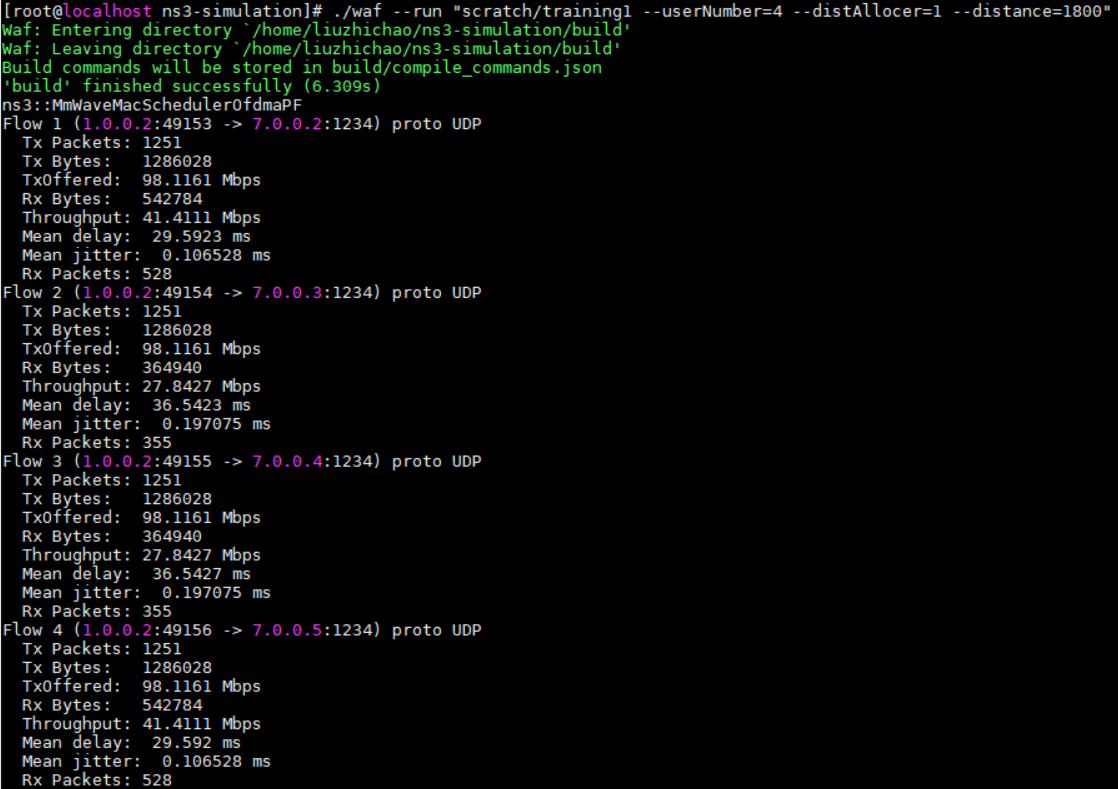 [root@localhost ns3-simulation]# ./waf --run "scratch/training1 --userNumber=4 --distAllocer=1 --distance=1800"
Waf: Entering directory `/home/liuzhichao/ns3-simulation/build'
Waf: Leaving directory `/home/liuzhichao/ns3-simulation/build'
Build commands will be stored in build/compile_commands.json
'build' finished successfully (6.309s)
ns3::MmWaveMacSchedulerOfdmaPF
Flow 1 (1.0.0.2:49153 -> 7.0.0.2:1234) proto UDP
  Tx Packets: 1251
  Tx Bytes:   1286028
  TxOffered:  98.1161 Mbps
  Rx Bytes:   542784
  Throughput: 41.4111 Mbps
  Mean delay:  29.5923 ms
  Mean jitter:  0.106528 ms
  Rx Packets: 528
Flow 2 (1.0.0.2:49154 -> 7.0.0.3:1234) proto UDP
  Tx Packets: 1251
  Tx Bytes:   1286028
  TxOffered:  98.1161 Mbps
  Rx Bytes:   364940
  Throughput: 27.8427 Mbps
  Mean delay:  36.5423 ms
  Mean jitter:  0.197075 ms
  Rx Packets: 355
Flow 3 (1.0.0.2:49155 -> 7.0.0.4:1234) proto UDP
  Tx Packets: 1251
  Tx Bytes:   1286028
  TxOffered:  98.1161 Mbps
  Rx Bytes:   364940
  Throughput: 27.8427 Mbps
  Mean delay:  36.5427 ms
  Mean jitter:  0.197075 ms
  Rx Packets: 355
Flow 4 (1.0.0.2:49156 -> 7.0.0.5:1234) proto UDP
  Tx Packets: 1251
  Tx Bytes:   1286028
  TxOffered:  98.1161 Mbps
  Rx Bytes:   542784
  Throughput: 41.4111 Mbps
  Mean delay:  29.592 ms
  Mean jitter:  0.106528 ms
  Rx Packets: 528